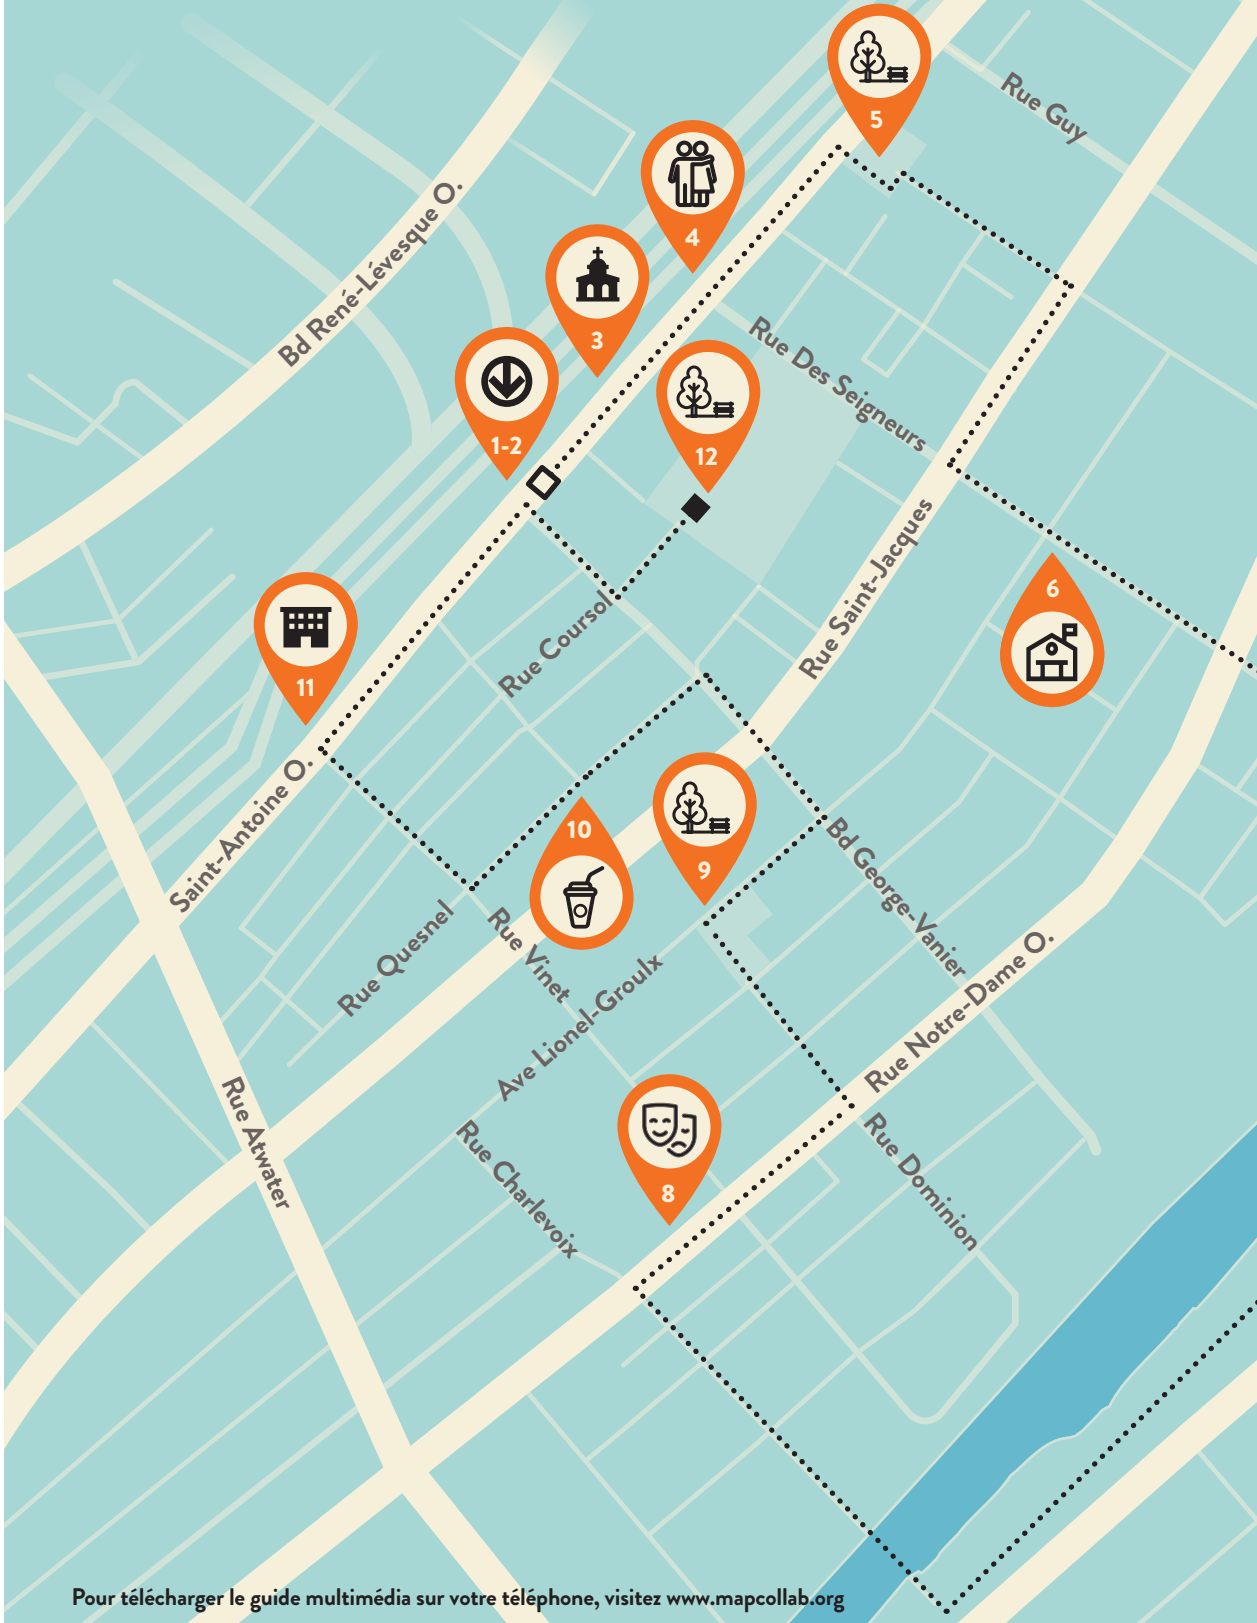 5
Rue Guy
4
Bd René-Lévesque O.
3
Rue Des Seigneurs
1-2
12
Rue Saint-Jacques
6
Rue Coursol
11
Saint-Antoine O.
10
9
Bd George-Vanier
Rue Quesnel
Rue Vinet
Ave Lionel-Groulx
Rue Notre-Dame O.
Rue Atwater
Rue Charlevoix
8
Rue Dominion
Pour télécharger le guide multimédia sur votre téléphone, visitez www.mapcollab.org